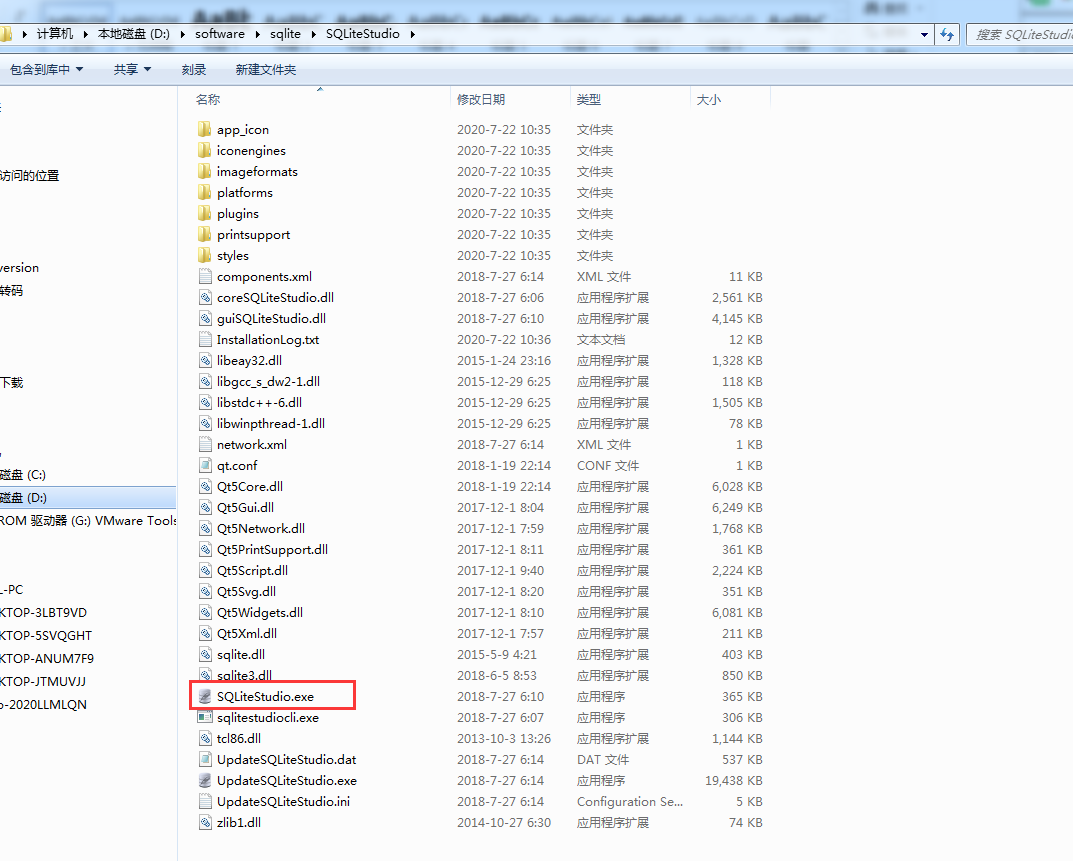 计算机 本地磁盘 (D:) software sqlite SQLiteStudio 搜索 SQLiteStudio
包含到库中 共享 刻录 新建文件夹
名称 修改日期 类型 大小
app_icon 2020-7-22 10:35 文件夹
iconengines 2020-7-22 10:35 文件夹
imageformats 2020-7-22 10:35 文件夹
访问的位置
platforms 2020-7-22 10:35 文件夹
plugins 2020-7-22 10:35 文件夹
printsupport 2020-7-22 10:35 文件夹
styles 2020-7-22 10:35 文件夹
version
components.xml 2018-7-27 6:14 XML 文件 11 KB
转码
coreSQLiteStudio.dll 2018-7-27 6:06 应用程序扩展 2,561 KB
guiSQLiteStudio.dll 2018-7-27 6:10 应用程序扩展 4,145 KB
InstallationLog.txt 2020-7-22 10:36 文本文档 12 KB
libeay32.dll 2015-1-24 23:16 应用程序扩展 1,328 KB
下载
libgcc_s_dw2-1.dll 2015-12-29 6:25 应用程序扩展 118 KB
libstdc++-6.dll 2015-12-29 6:25 应用程序扩展 1,505 KB
libwinpthread-1.dll 2015-12-29 6:25 应用程序扩展 78 KB
network.xml 2018-7-27 6:14 XML 文件 1 KB
qt.conf 2018-1-19 22:14 CONF 文件 1 KB
磁盘 (C:)
Qt5Core.dll 2018-1-19 22:14 应用程序扩展 6,028 KB
磁盘 (D:)
Qt5Gui.dll 2017-12-1 8:04 应用程序扩展 6,249 KB
ROM 驱动器 (G:) VMware Tools
Qt5Network.dll 2017-12-1 7:59 应用程序扩展 1,768 KB
Qt5PrintSupport.dll 2017-12-1 8:11 应用程序扩展 361 KB
Qt5Script.dll 2017-12-1 9:40 应用程序扩展 2,224 KB
L-PC
Qt5Svg.dll 2017-12-1 8:20 应用程序扩展 351 KB
KTOP-3LBT9VD
Qt5Widgets.dll 2017-12-1 8:10 应用程序扩展 6,081 KB
KTOP-5SVQGHT
Qt5Xml.dll 2017-12-1 7:57 应用程序扩展 211 KB
KTOP-ANUM7F9
sqlite.dll 2015-5-9 4:21 应用程序扩展 403 KB
KTOP-JTMUVJJ
sqlite3.dll 2018-6-5 8:53 应用程序扩展 850 KB
o-2020LLMLQN
SQLiteStudio.exe 2018-7-27 6:10 应用程序 365 KB
sqlitestudiocli.exe 2018-7-27 6:07 应用程序 306 KB
tcl86.dll 2013-10-3 13:26 应用程序扩展 1,144 KB
UpdateSQLiteStudio.dat 2018-7-27 6:14 DAT 文件 537 KB
UpdateSQLiteStudio.exe 2018-7-27 6:14 应用程序 19,438 KB
UpdateSQLiteStudio.ini 2018-7-27 6:14 Configuration Se... 5 KB
zlib1.dll 2014-10-27 6:30 应用程序扩展 74 KB